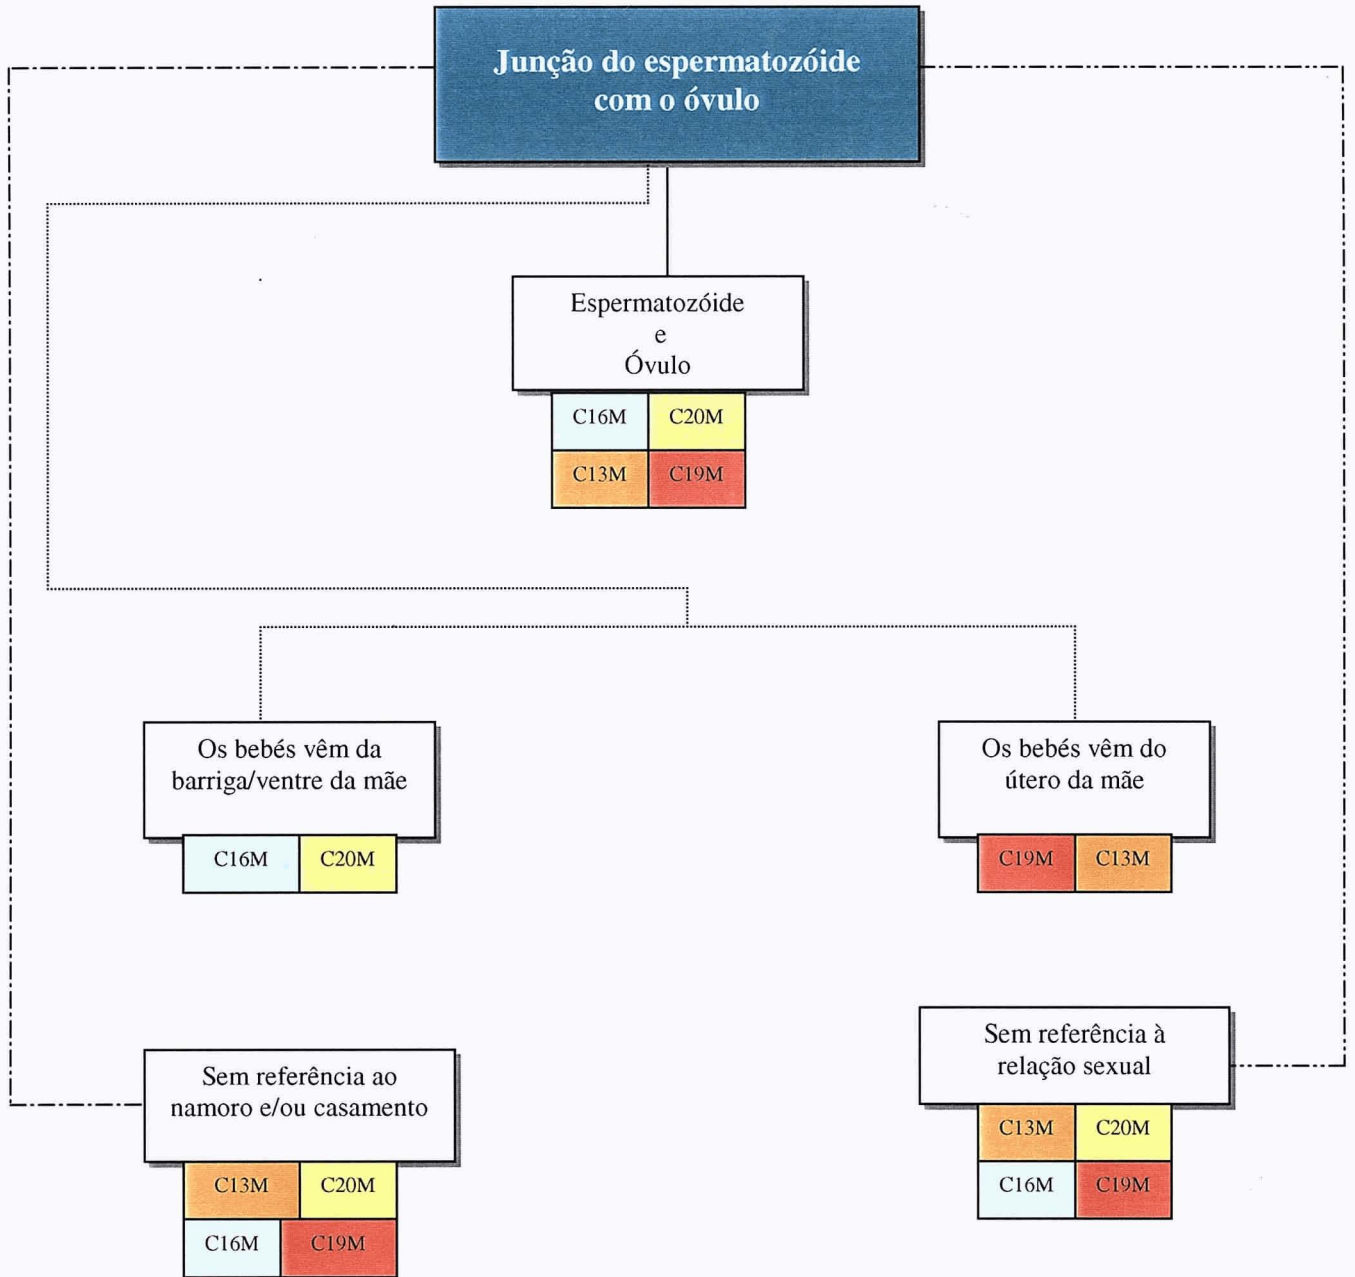 Junção do espermatozóide
com o óvulo
Espermatozóide
e
Óvulo
C16M C20M
C13M C19M
Os bebés vêm da
barriga/ventre da mãe
C16M C20M
Os bebés vêm do
útero da mãe
C19M C13M
Sem referência ao
namoro e/ou casamento
C13M C20M
C16M C19M
Sem referência à
relação sexual
C13M C20M
C16M C19M